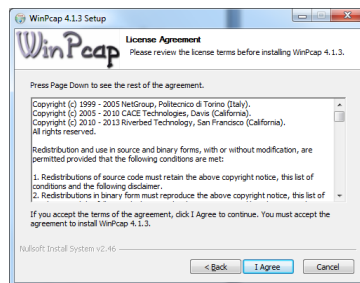 WinPcap 4.1.3 Setup
WinPcap
License Agreement
Please review the license terms before installing WinPcap 4.1.3.
Press Page Down to see the rest of the agreement.
Copyright (c) 1999 - 2005 NetGroup, Politecnico di Torino (Italy).
Copyright (c) 2005 - 2010 CACE Technologies, Davis (California).
Copyright (c) 2010 - 2013 Riverbed Technology, San Francisco (California).
All rights reserved.
Redistribution and use in source and binary forms, with or without modification, are
permitted provided that the following conditions are met:
1. Redistributions of source code must retain the above copyright notice, this list of
conditions and the following disclaimer.
2. Redistributions in binary form must reproduce the above copyright notice, this list of
If you accept the terms of the agreement, click I Agree to continue. You must accept the
agreement to install WinPcap 4.1.3.
Nullsoft Install System v2.46
< Back
I Agree
Cancel